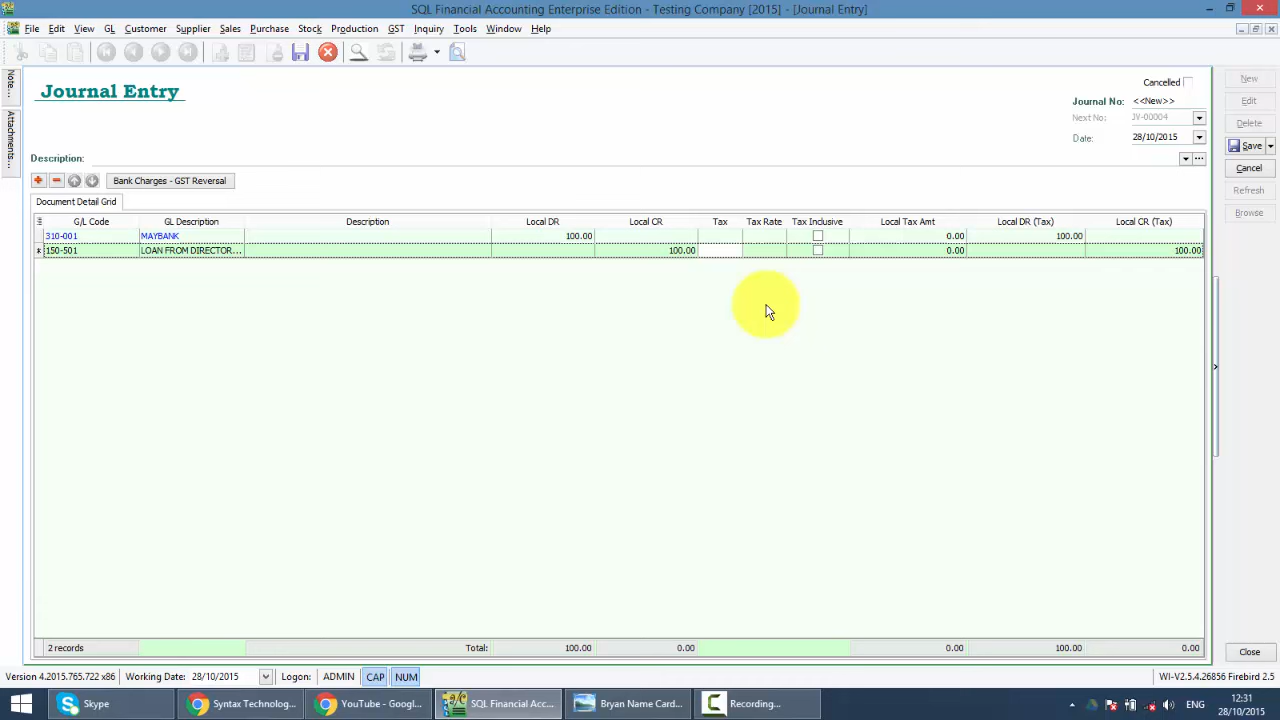 SQL Financial Accounting Enterprise Edition - Testing Company [2015] - [Journal Entry]
File Edit View GL Customer Supplier Sales Purchase Stock Production GST Inquiry Tools Window Help
Note...
Attachments...
Journal Entry
Cancelled
Journal No: <<New>>
Next No: JV-00004
Date: 28/10/2015
Description:
Bank Charges - GST Reversal
Document Detail Grid
G/L Code GL Description Description Local DR Local CR Tax Tax Rate Tax Inclusive Local Tax Amt Local DR (Tax) Local CR (Tax)
310-001 MAYBANK 100.00 0.00 100.00
150-501 LOAN FROM DIRECTOR... 100.00 0.00 100.00
2 records Total: 100.00 0.00 0.00 100.00 0.00
New
Edit
Delete
Save
Cancel
Refresh
Browse
Close
Version 4.2015.765.722 x86 Working Date: 28/10/2015 Logon: ADMIN CAP NUM WI-V2.5.4.26856 Firebird 2.5
Skype Syntax Technolog... YouTube - Googl... SQL Financial Acc... Bryan Name Card... Recording... ENG 12:31
28/10/2015